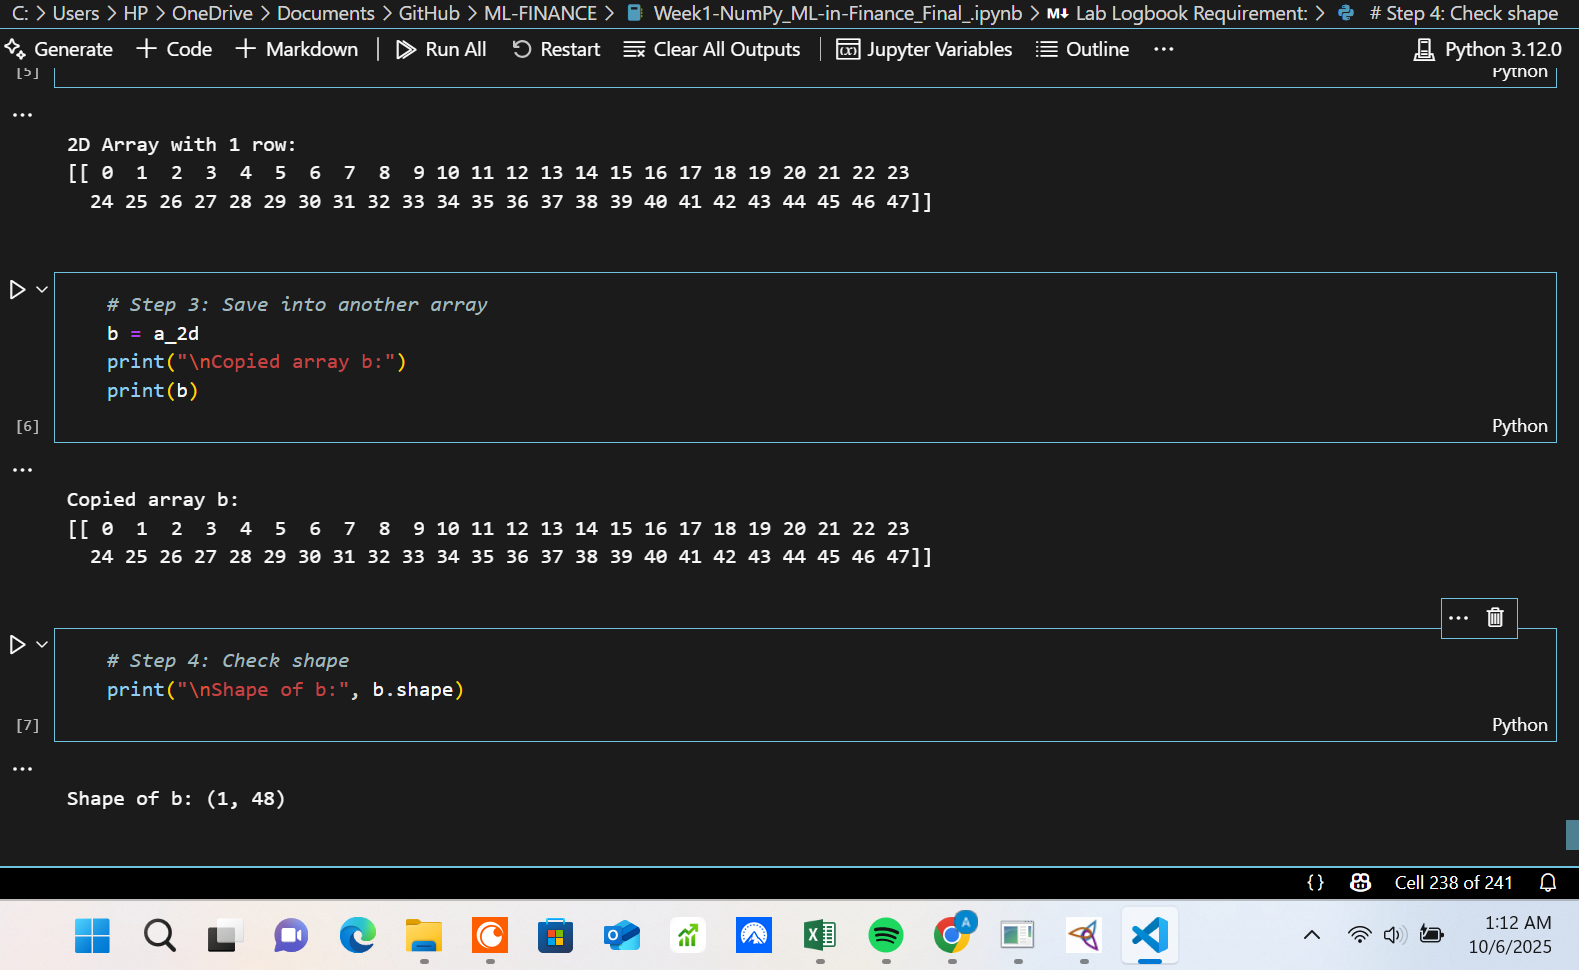 C: > Users > HP > OneDrive > Documents > GitHub > ML-FINANCE > Week1-NumPy_ML-in-Finance_Final_.ipynb > M↓ Lab Logbook Requirement: > # Step 4: Check shape
Generate + Code + Markdown | Run All Restart Clear All Outputs | Jupyter Variables Outline ... Python 3.12.0
[5] Python
...
2D Array with 1 row:
[[ 0  1  2  3  4  5  6  7  8  9 10 11 12 13 14 15 16 17 18 19 20 21 22 23
  24 25 26 27 28 29 30 31 32 33 34 35 36 37 38 39 40 41 42 43 44 45 46 47]]
# Step 3: Save into another array
b = a_2d
print("\nCopied array b:")
print(b)
[6] Python
...
Copied array b:
[[ 0  1  2  3  4  5  6  7  8  9 10 11 12 13 14 15 16 17 18 19 20 21 22 23
  24 25 26 27 28 29 30 31 32 33 34 35 36 37 38 39 40 41 42 43 44 45 46 47]]
...
# Step 4: Check shape
print("\nShape of b:", b.shape)
[7] Python
...
Shape of b: (1, 48)
{} Cell 238 of 241
A
1:12 AM
10/6/2025